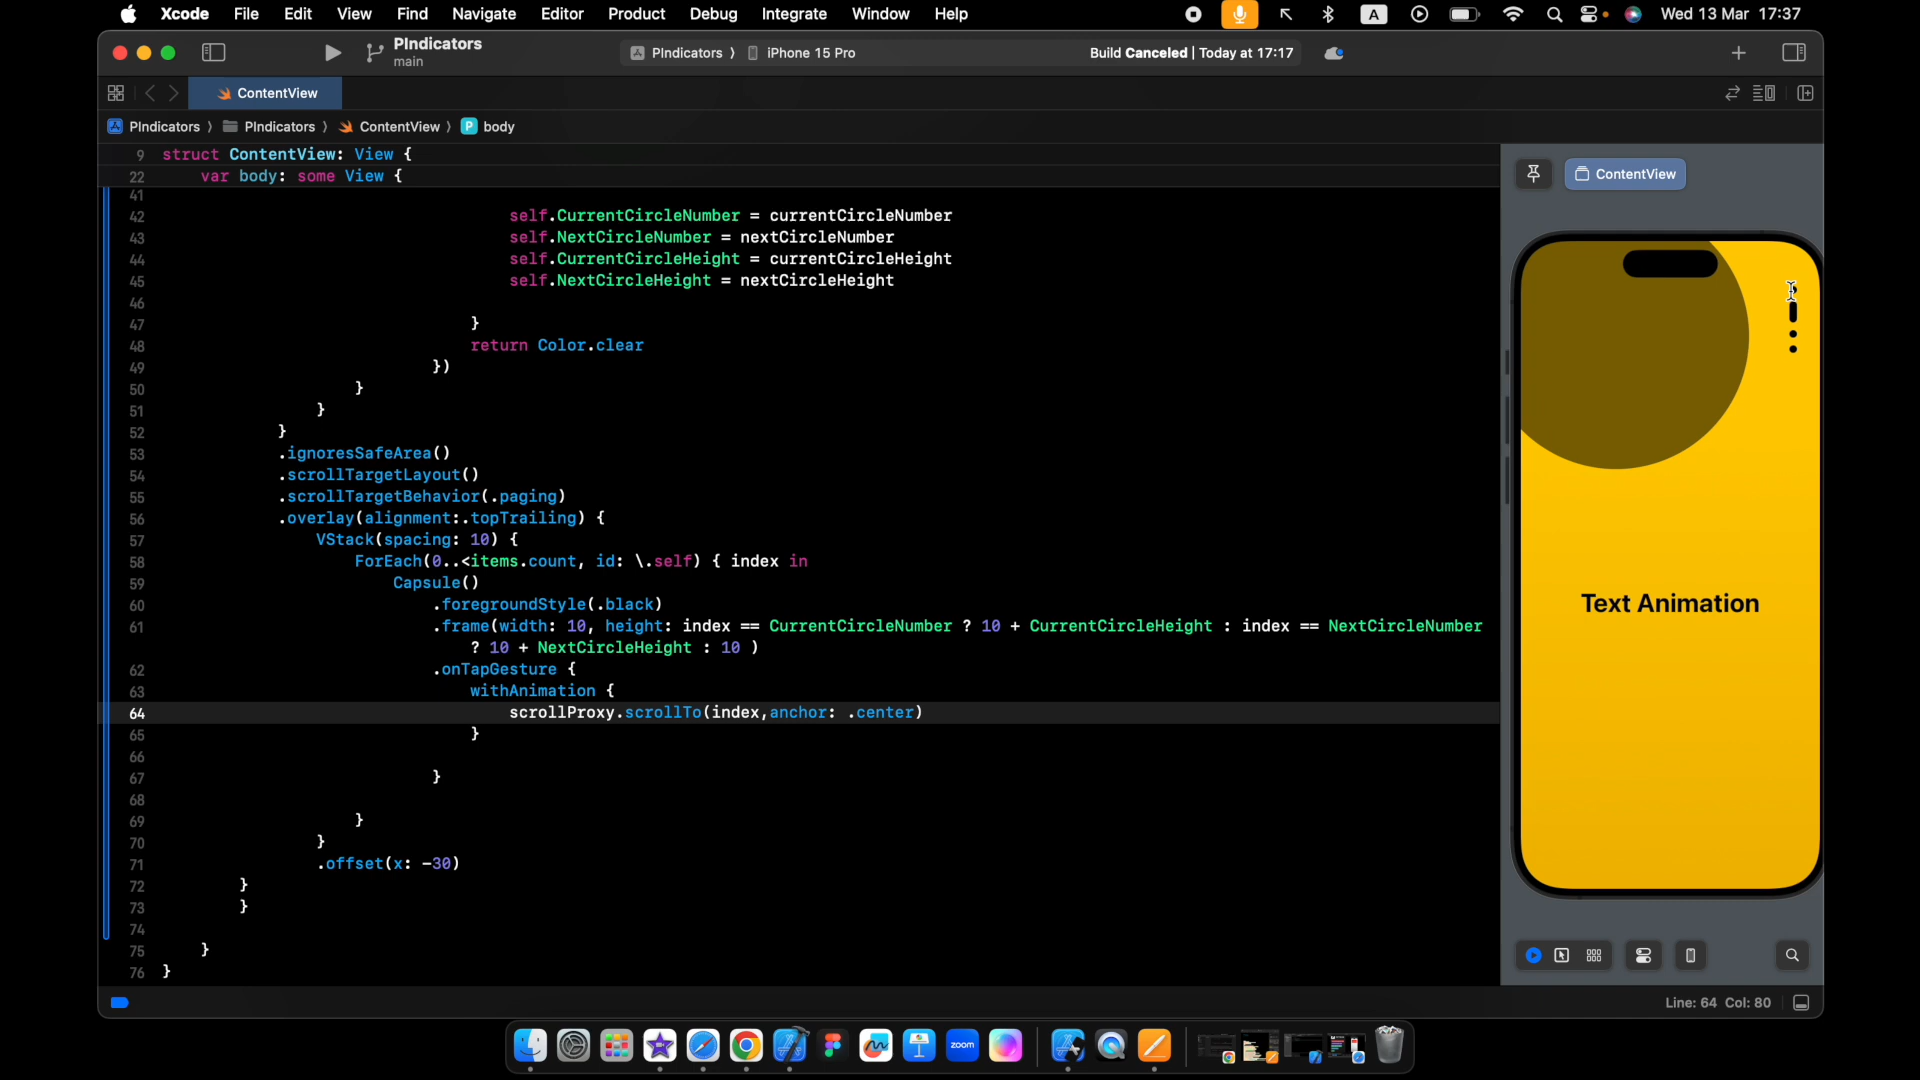 Xcode File Edit View Find Navigate Editor Product Debug Integrate Window Help A Wed 13 Mar 17:37
PIndicators
main
PIndicators iPhone 15 Pro Build Canceled | Today at 17:17
ContentView
PIndicators ContentView P body
PIndicators
9 struct ContentView: View {
22 var body: some View {
41
42 self.CurrentCircleNumber = currentCircleNumber
43 self.NextCircleNumber = nextCircleNumber
44 self.CurrentCircleHeight = currentCircleHeight
45 self.NextCircleHeight = nextCircleHeight
46
47 }
48 return Color.clear
49 })
50 }
51 }
52 }
53 .ignoresSafeArea()
54 .scrollTargetLayout()
55 .scrollTargetBehavior(.paging)
56 .overlay(alignment:.topTrailing) {
57 VStack(spacing: 10) {
58 ForEach(0..<items.count, id: \.self) { index in
59 Capsule()
60 .foregroundStyle(.black)
61 .frame(width: 10, height: index == CurrentCircleNumber ? 10 + CurrentCircleHeight : index == NextCircleNumber
? 10 + NextCircleHeight : 10 )
62 .onTapGesture {
63 withAnimation {
64 scrollProxy.scrollTo(index,anchor: .center)
65 }
66
67 }
68
69 }
70 }
71 .offset(x: -30)
72 }
73 }
74
75 }
76 }
ContentView
Text Animation
Line: 64 Col: 80
zoom